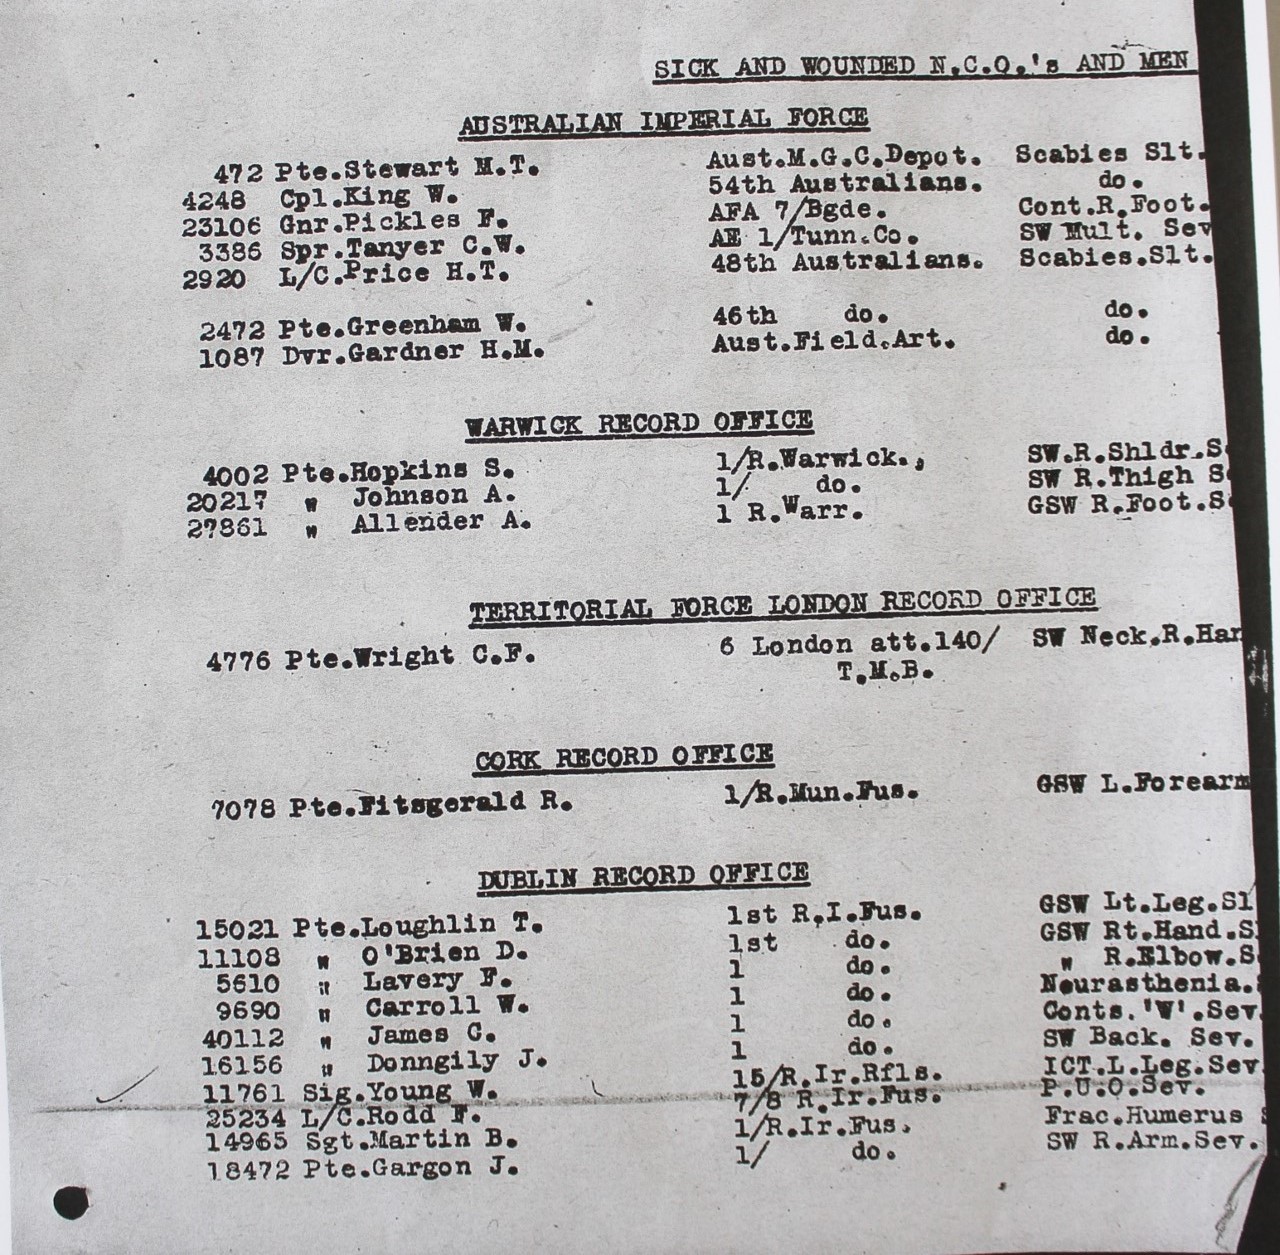 SICK AND WOUNDED N.C.O.'s AND MEN
AUSTRALIAN IMPERIAL FORCE
472 Pte.Stewart M.T. Aust.M.G.C.Depot. Scabies Slt.
4248 Cpl.King W. 54th Australians. do.
23106 Gnr.Pickles F. AFA 7/Bgde. Cont.R.Foot.
3386 Spr.Tanyer C.W. AE 1/Tunn.Co. SW Mult. Sev
2920 L/C.Price H.T. 48th Australians. Scabies.Slt.
2472 Pte.Greenham W. 46th do. do.
1087 Dvr.Gardner H.M. Aust.Field.Art. do.
WARWICK RECORD OFFICE
4002 Pte.Hopkins S. 1/R.Warwick., SW.R.Shldr.S
20217 " Johnson A. 1/ do. SW R.Thigh S
27861 " Allender A. 1 R.Warr. GSW R.Foot.S
TERRITORIAL FORCE LONDON RECORD OFFICE
4776 Pte.Wright C.F. 6 London att.140/ SW Neck.R.Han
T.M.B.
CORK RECORD OFFICE
7078 Pte.Fitsgerald R. 1/R.Mun.Fus. GSW L.Forearm
DUBLIN RECORD OFFICE
15021 Pte.Loughlin T. 1st R.I.Fus. GSW Lt.Leg.Sl
11108 " O'Brien D. 1st do. GSW Rt.Hand.S
5610 " Lavery F. 1 do. " R.Elbow.S
9690 " Carroll W. 1 do. Neurasthenia.
40112 " James C. 1 do. Conts.'W'.Sev.
16156 " Donngily J. 1 do. SW Back. Sev.
11761 Sig.Young W. 15/R.Ir.Rfls. ICT.L.Leg.Sev
25234 L/C.Rodd F. 7/8 R.Ir.Fus. P.U.O.Sev.
14965 Sgt.Martin B. 1/R.Ir.Fus. Frac.Humerus
18472 Pte.Gargon J. 1/ do. SW R.Arm.Sev.